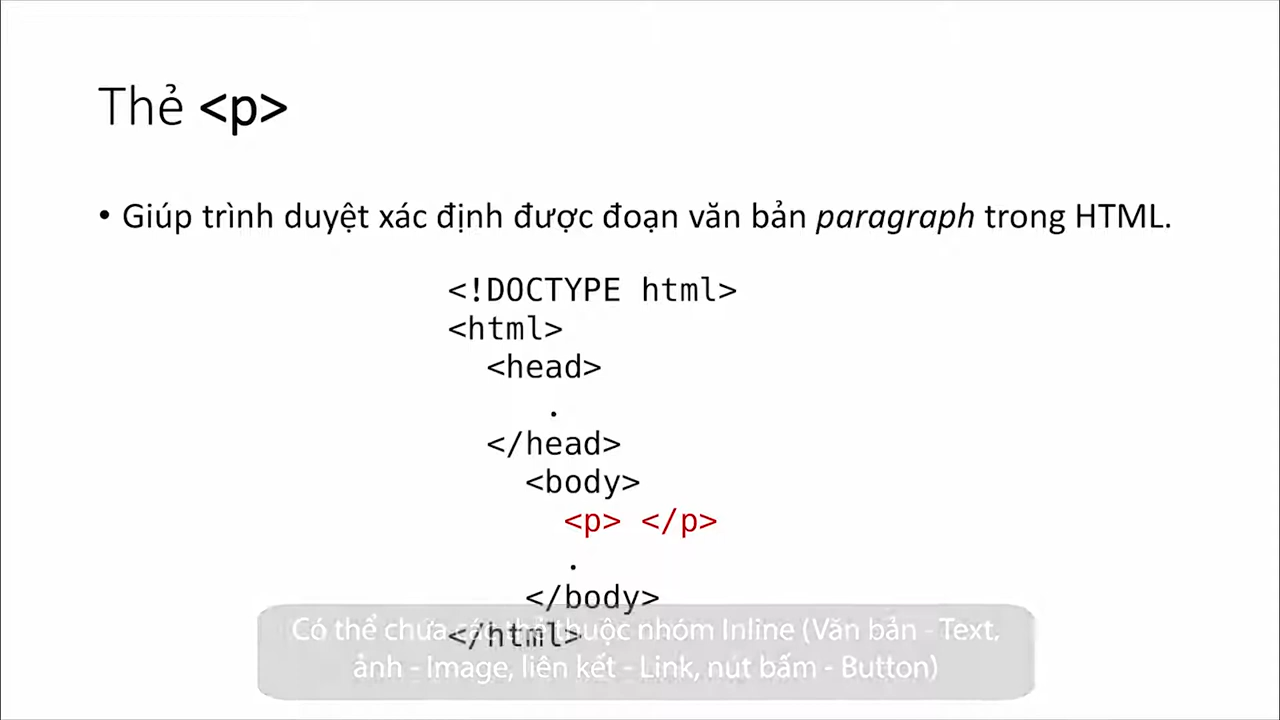 Thẻ <p>
• Giúp trình duyệt xác định được đoạn văn bản paragraph trong HTML.
<!DOCTYPE html>
<html>
<head>
.
</head>
<body>
<p> </p>
.
</body>
</html>
Có thể chứa các thẻ thuộc nhóm Inline (Văn bản - Text,
ảnh - Image, liên kết - Link, nút bấm - Button)